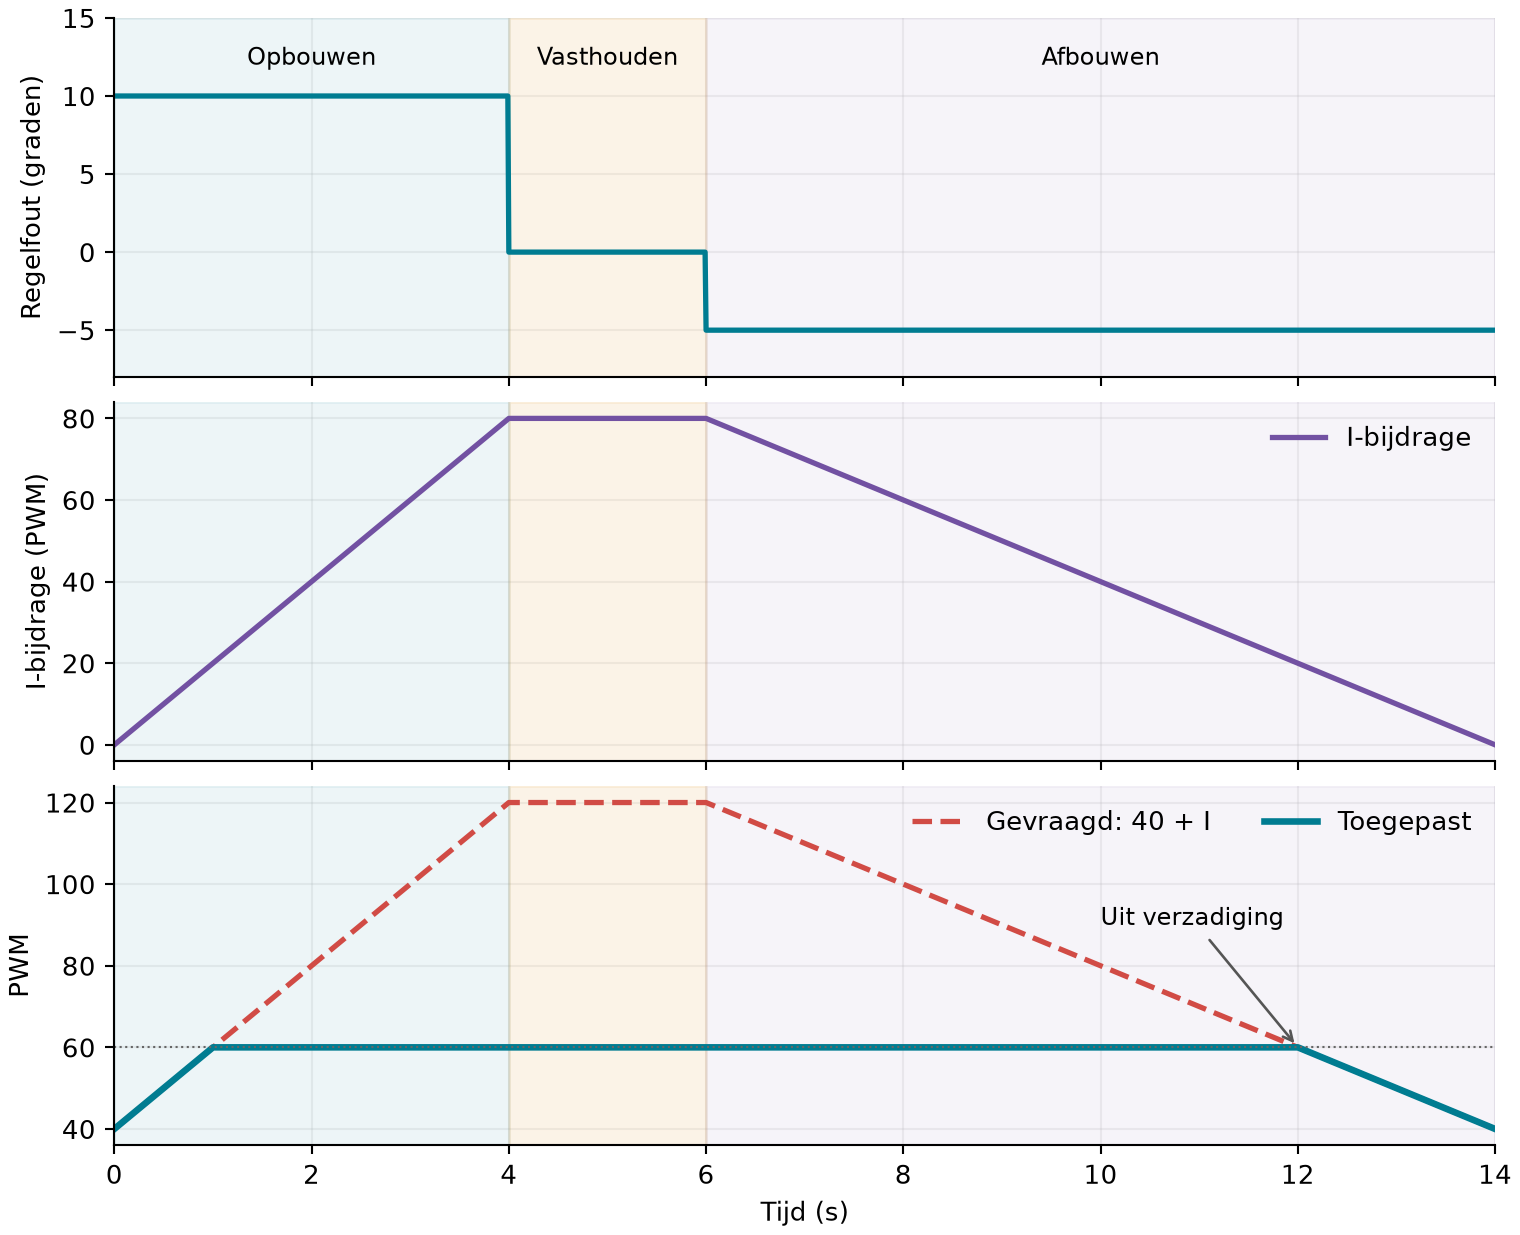 15
10
5
0
−5
Regelfout (graden)
Opbouwen
Vasthouden
Afbouwen
80
60
40
20
0
I-bijdrage (PWM)
I-bijdrage
120
100
80
60
40
PWM
Gevraagd: 40 + I
Toegepast
Uit verzadiging
0 2 4 6 8 10 12 14
Tijd (s)